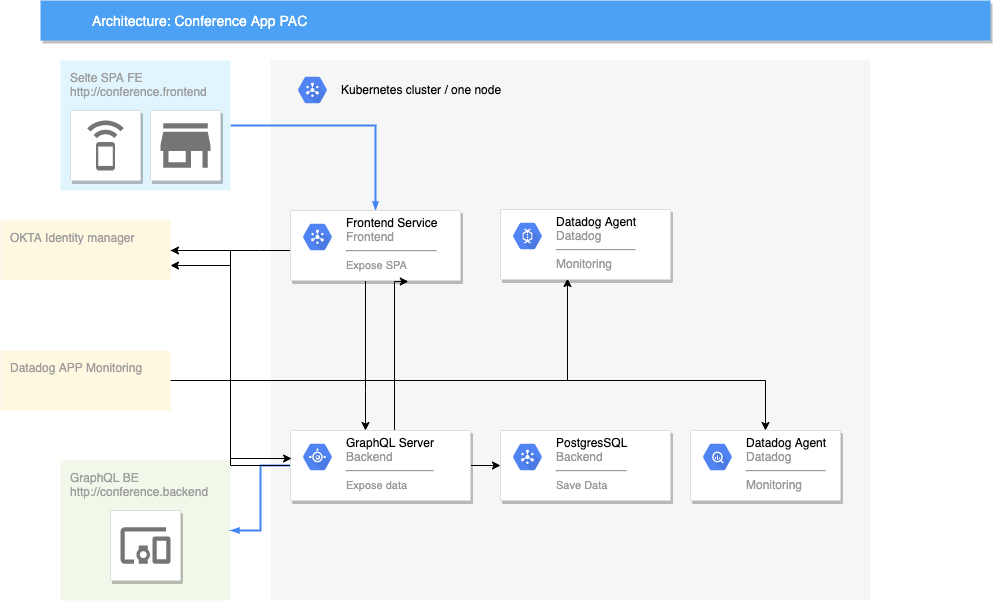 Architecture: Conference App PAC
Selte SPA FE
http://conference.frontend
Kubernetes cluster / one node
Frontend Service
Frontend
Expose SPA
Datadog Agent
Datadog
Monitoring
OKTA Identity manager
Datadog APP Monitoring
GraphQL Server
Backend
Expose data
PostgresSQL
Backend
Save Data
Datadog Agent
Datadog
Monitoring
GraphQL BE
http://conference.backend